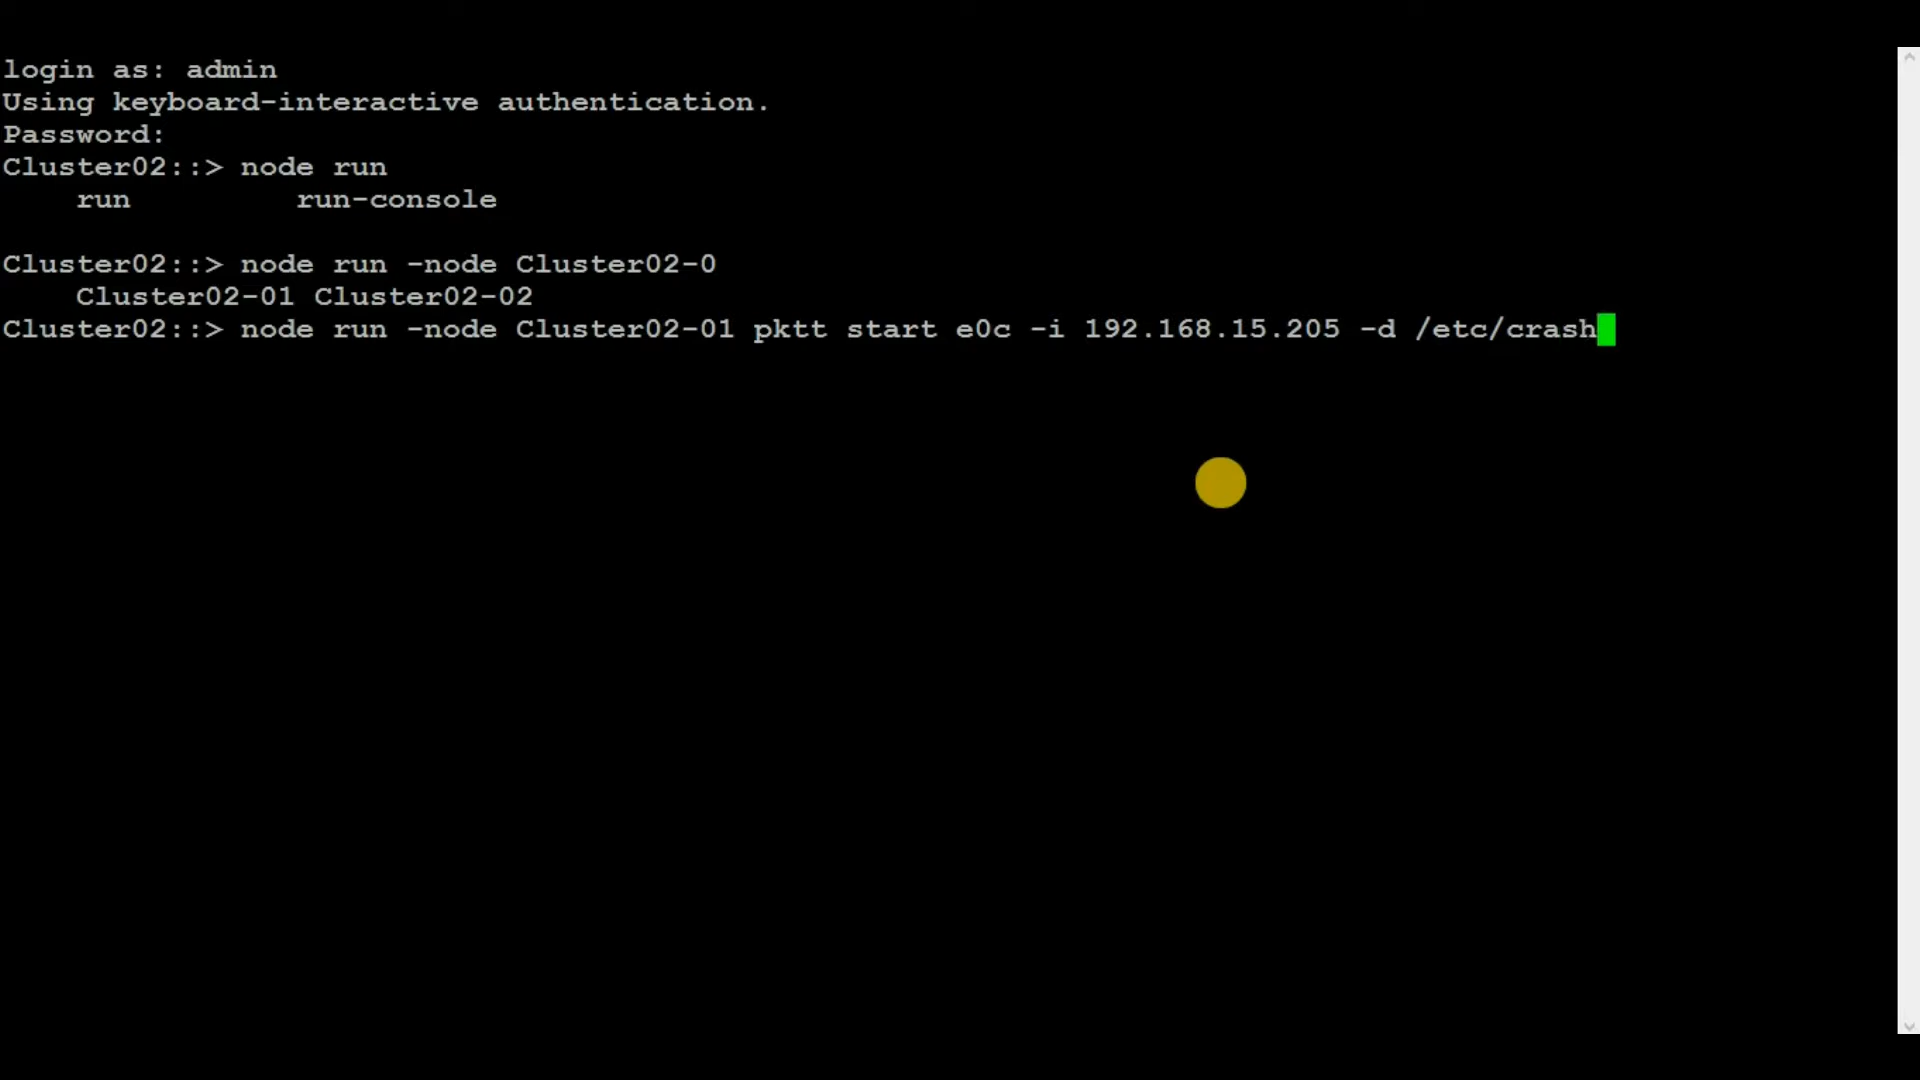 login as: admin
Using keyboard-interactive authentication.
Password:
Cluster02::> node run
run run-console
Cluster02::> node run -node Cluster02-0
Cluster02-01 Cluster02-02
Cluster02::> node run -node Cluster02-01 pktt start e0c -i 192.168.15.205 -d /etc/crash